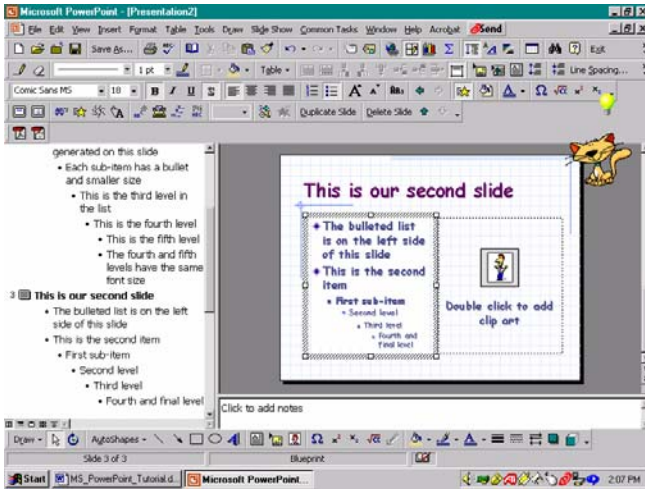 Microsoft PowerPoint - [Presentation2]
File Edit View Insert Format Table Tools Draw Slide Show Common Tasks Window Help Acrobat Send
Save As... Exit
1 pt Table Line Spacing...
Comic Sans MS 18 B I U S
Duplicate Slide Delete Slide
generated on this slide
• Each sub-item has a bullet
and smaller size
• This is the third level in
the list
• This is the fourth level
• This is the fifth level
• The fourth and fifth
levels have the same
font size
3 This is our second slide
• The bulleted list is on the left
side of this slide
• This is the second item
• First sub-item
• Second level
• Third level
• Fourth and final level
This is our second slide
The bulleted list
is on the left side
of this slide
This is the second
item
• First sub-item
• Second level
• Third level
• Fourth and
final level
Double click to add
clip art
Click to add notes
Draw AutoShapes
Slide 3 of 3 Blueprint
Start MS_PowerPoint_Tutorial.d... Microsoft PowerPoint... 2:07 PM